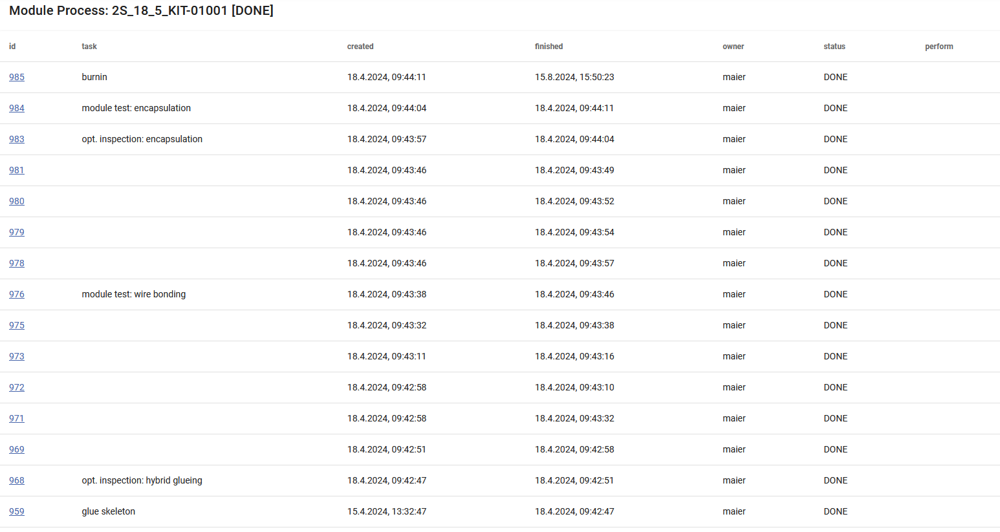 Module Process: 2S_18_5_KIT-01001 [DONE]
id task created finished owner status perform
985 burnin 18.4.2024, 09:44:11 15.8.2024, 15:50:23 maier DONE
984 module test: encapsulation 18.4.2024, 09:44:04 18.4.2024, 09:44:11 maier DONE
983 opt. inspection: encapsulation 18.4.2024, 09:43:57 18.4.2024, 09:44:04 maier DONE
981 18.4.2024, 09:43:46 18.4.2024, 09:43:49 maier DONE
980 18.4.2024, 09:43:46 18.4.2024, 09:43:52 maier DONE
979 18.4.2024, 09:43:46 18.4.2024, 09:43:54 maier DONE
978 18.4.2024, 09:43:46 18.4.2024, 09:43:57 maier DONE
976 module test: wire bonding 18.4.2024, 09:43:38 18.4.2024, 09:43:46 maier DONE
975 18.4.2024, 09:43:32 18.4.2024, 09:43:38 maier DONE
973 18.4.2024, 09:43:11 18.4.2024, 09:43:16 maier DONE
972 18.4.2024, 09:42:58 18.4.2024, 09:43:10 maier DONE
971 18.4.2024, 09:42:58 18.4.2024, 09:43:32 maier DONE
969 18.4.2024, 09:42:51 18.4.2024, 09:42:58 maier DONE
968 opt. inspection: hybrid glueing 18.4.2024, 09:42:47 18.4.2024, 09:42:51 maier DONE
959 glue skeleton 15.4.2024, 13:32:47 18.4.2024, 09:42:47 maier DONE